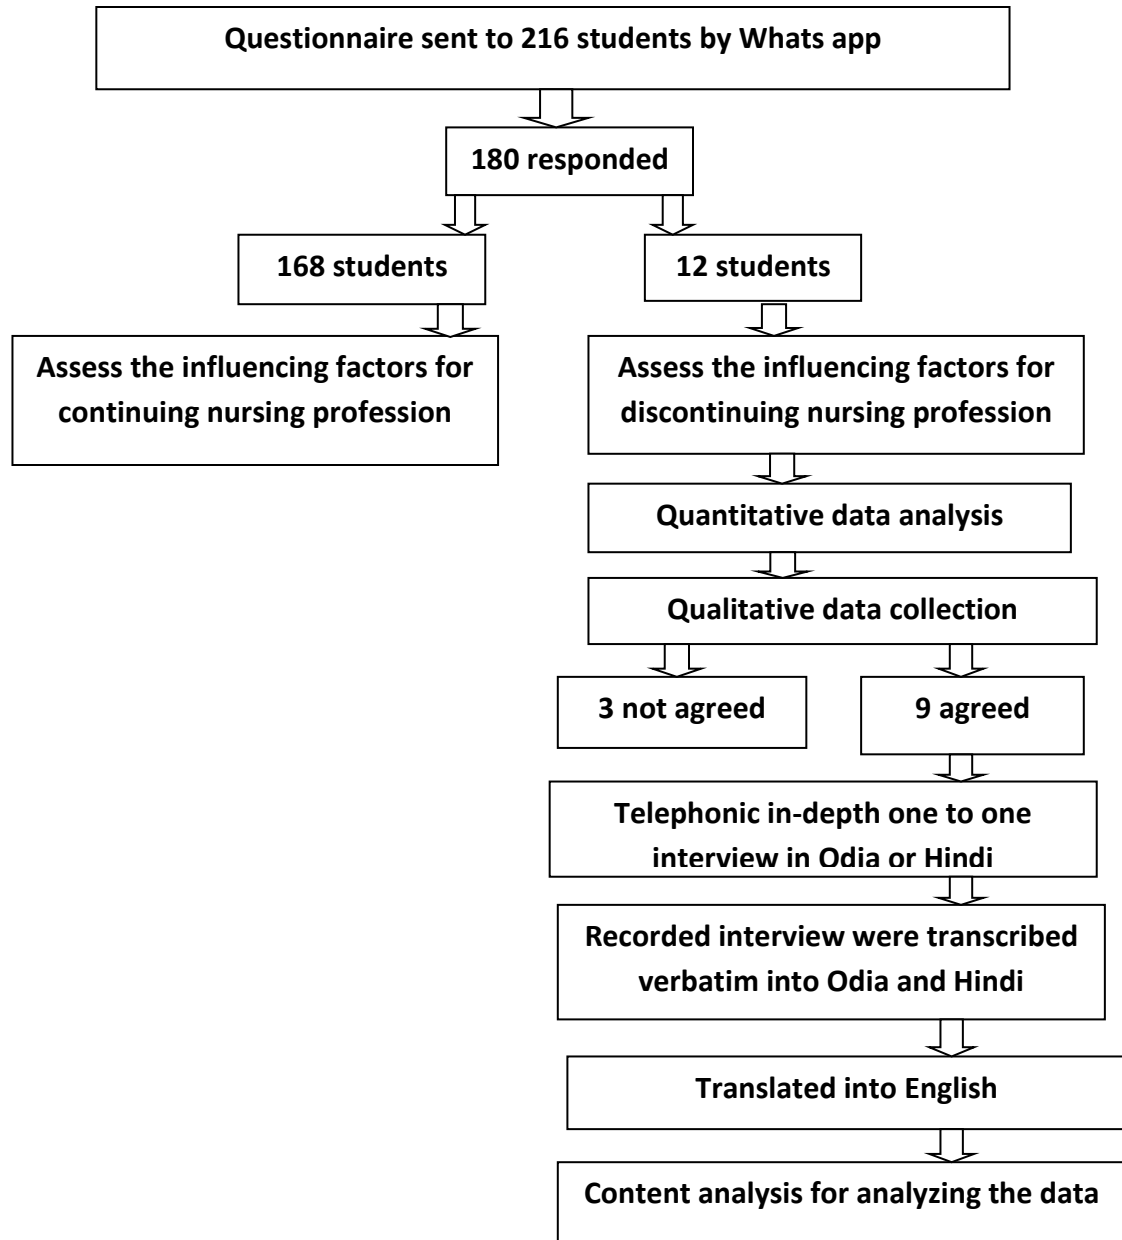 Questionnaire sent to 216 students by Whats app
180 responded
168 students
12 students
Assess the influencing factors for
continuing nursing profession
Assess the influencing factors for
discontinuing nursing profession
Quantitative data analysis
Qualitative data collection
3 not agreed
9 agreed
Telephonic in-depth one to one
interview in Odia or Hindi
Recorded interview were transcribed
verbatim into Odia and Hindi
Translated into English
Content analysis for analyzing the data